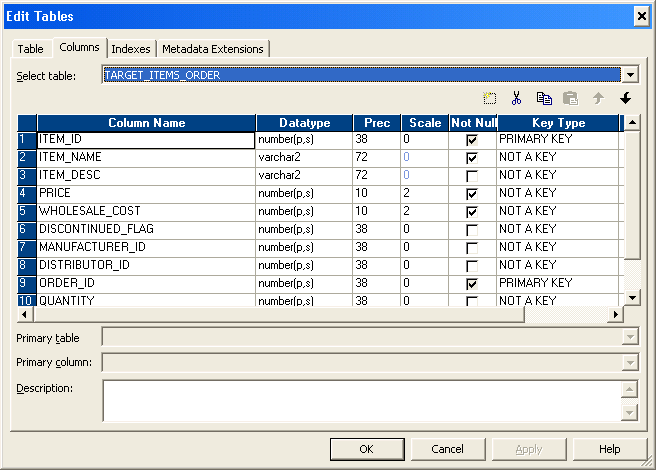 Edit Tables
Table Columns Indexes Metadata Extensions
Select table: TARGET_ITEMS_ORDER
Column Name Datatype Prec Scale Not Null Key Type
1 ITEM_ID number(p,s) 38 0 PRIMARY KEY
2 ITEM_NAME varchar2 72 0 NOT A KEY
3 ITEM_DESC varchar2 72 0 NOT A KEY
4 PRICE number(p,s) 10 2 NOT A KEY
5 WHOLESALE_COST number(p,s) 10 2 NOT A KEY
6 DISCONTINUED_FLAG number(p,s) 38 0 NOT A KEY
7 MANUFACTURER_ID number(p,s) 38 0 NOT A KEY
8 DISTRIBUTOR_ID number(p,s) 38 0 NOT A KEY
9 ORDER_ID number(p,s) 38 0 PRIMARY KEY
10 QUANTITY number(p,s) 38 0 NOT A KEY
Primary table
Primary column:
Description:
OK Cancel Apply Help